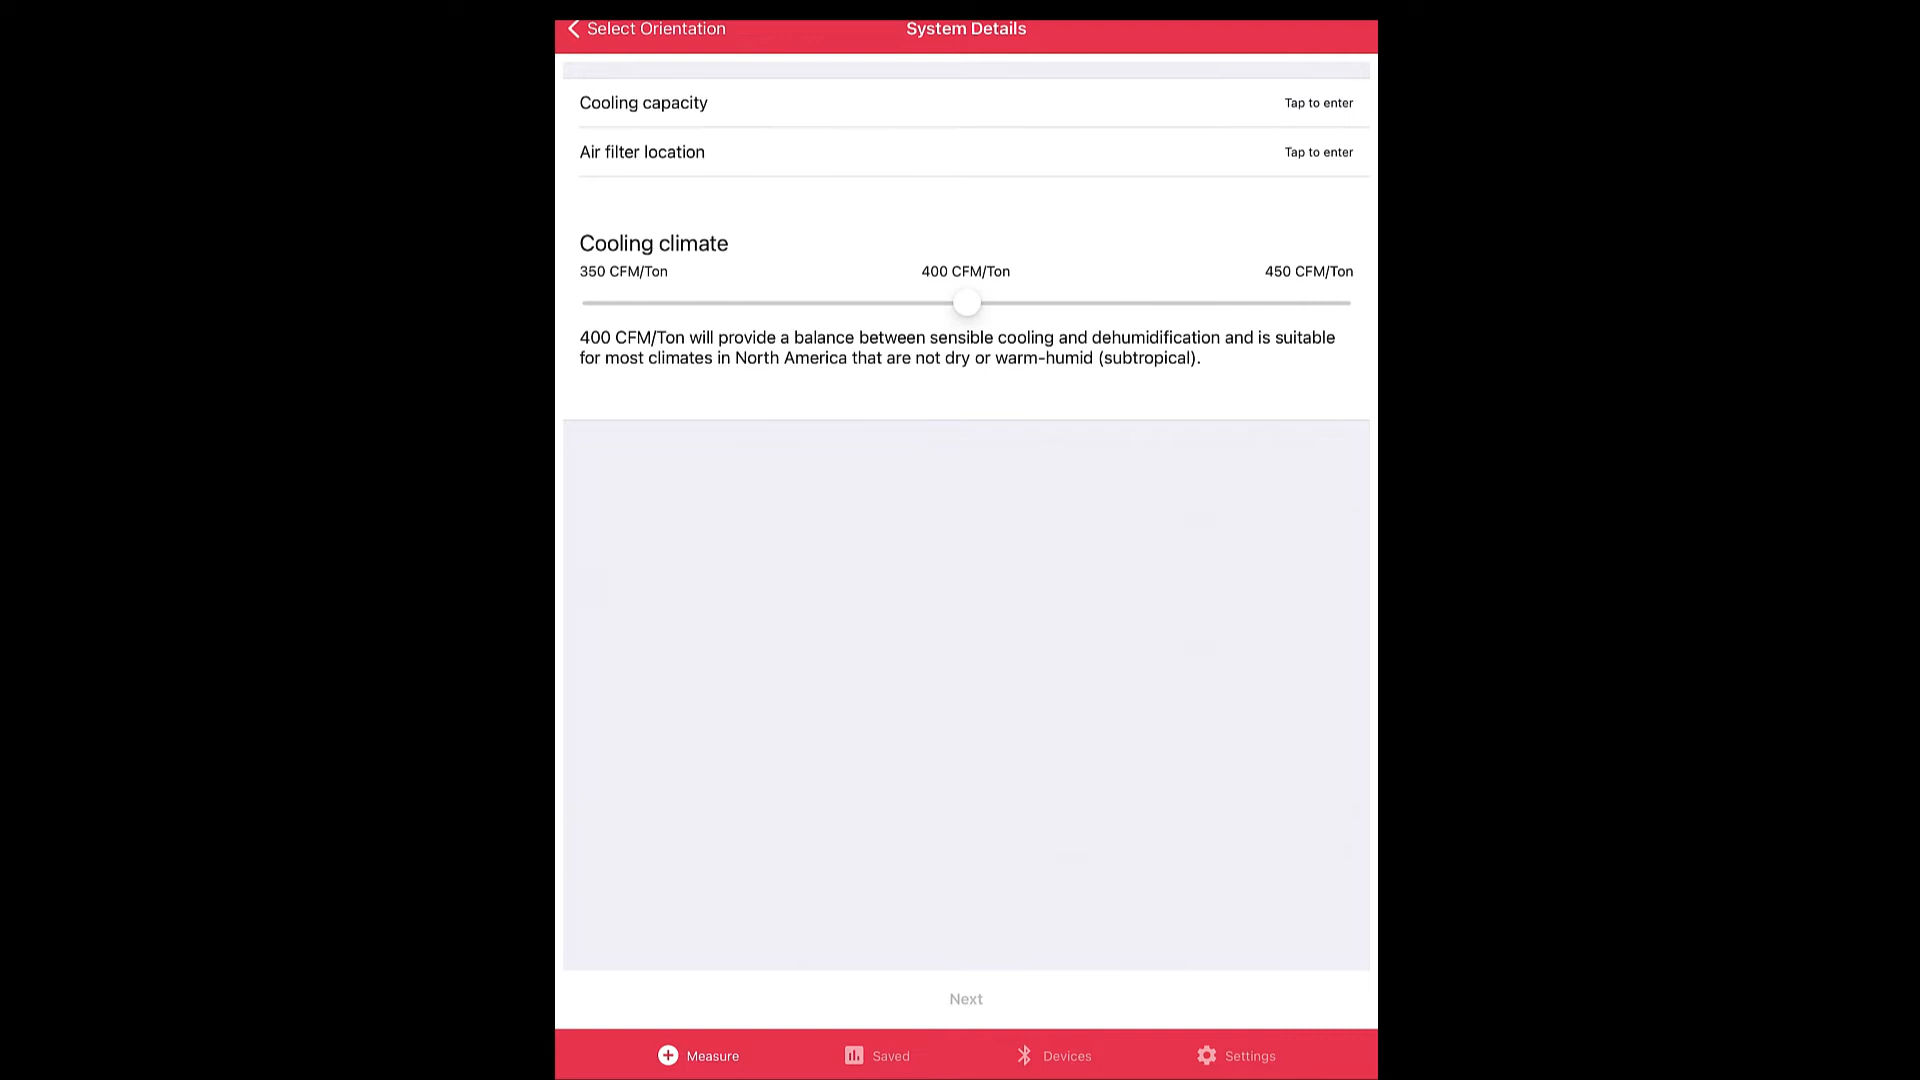 Select Orientation
System Details
Cooling capacity
Tap to enter
Air filter location
Tap to enter
Cooling climate
350 CFM/Ton
400 CFM/Ton
450 CFM/Ton
400 CFM/Ton will provide a balance between sensible cooling and dehumidification and is suitable
for most climates in North America that are not dry or warm-humid (subtropical).
Next
Measure
Saved
Devices
Settings